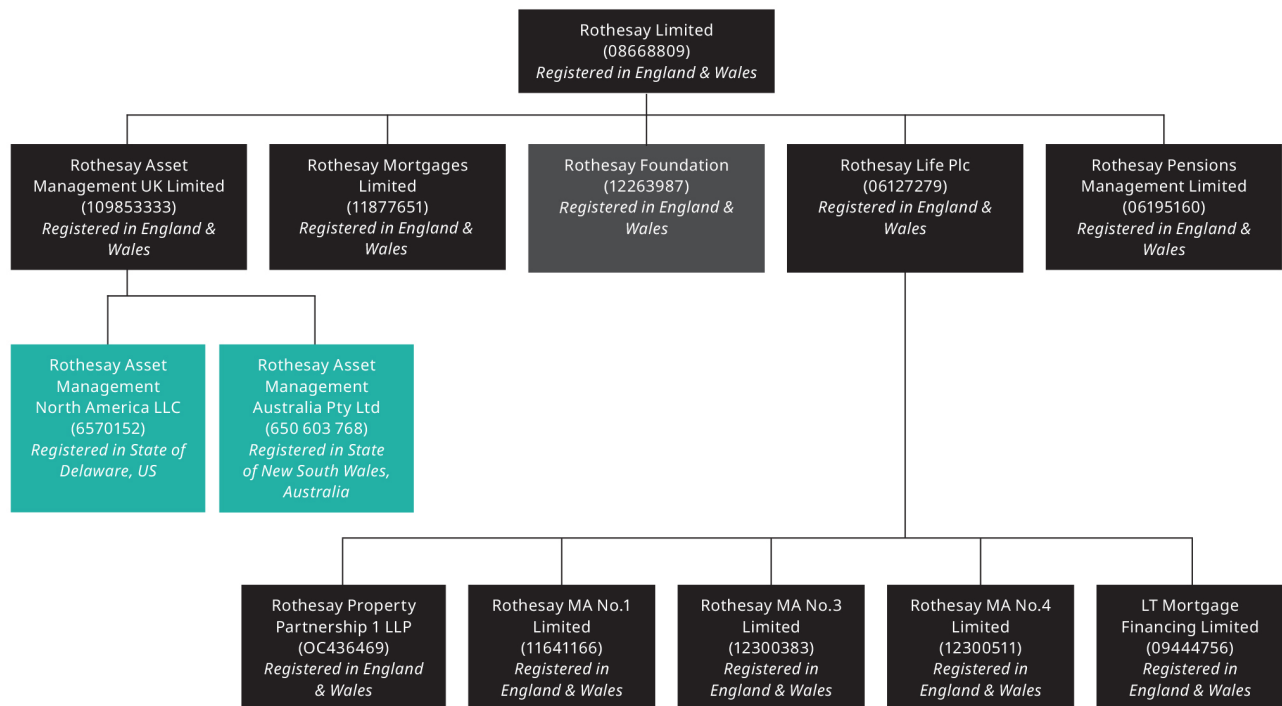 Rothesay Limited
(08668809)
Registered in England & Wales
Rothesay Asset
Management UK Limited
(109853333)
Registered in England &
Wales
Rothesay Mortgages
Limited
(11877651)
Registered in England &
Wales
Rothesay Foundation
(12263987)
Registered in England &
Wales
Rothesay Life Plc
(06127279)
Registered in England &
Wales
Rothesay Pensions
Management Limited
(06195160)
Registered in England &
Wales
Rothesay Asset
Management
North America LLC
(6570152)
Registered in State of
Delaware, US
Rothesay Asset
Management
Australia Pty Ltd
(650 603 768)
Registered in State
of New South Wales,
Australia
Rothesay Property
Partnership 1 LLP
(OC436469)
Registered in England
& Wales
Rothesay MA No.1
Limited
(11641166)
Registered in
England & Wales
Rothesay MA No.3
Limited
(12300383)
Registered in
England & Wales
Rothesay MA No.4
Limited
(12300511)
Registered in
England & Wales
LT Mortgage
Financing Limited
(09444756)
Registered in
England & Wales